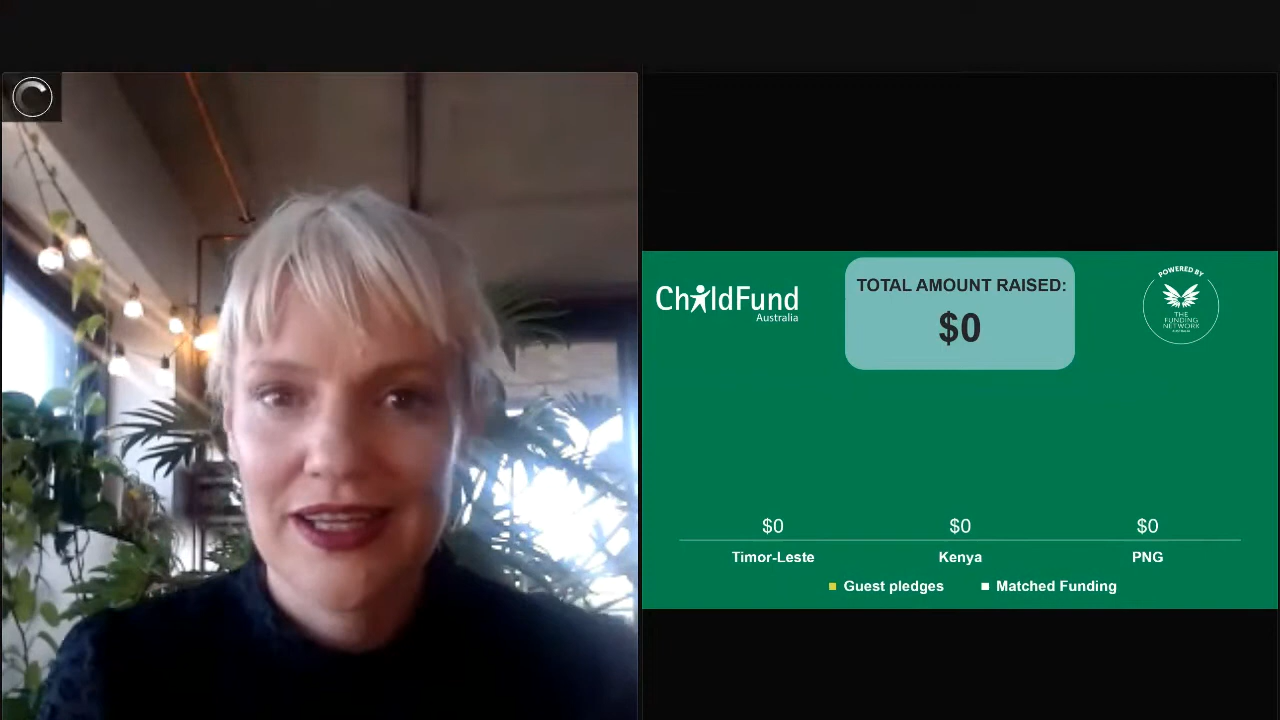 ChildFund
Australia
TOTAL AMOUNT RAISED:
$0
POWERED BY
THE
FUNDING
NETWORK
$0
$0
$0
Timor-Leste
Kenya
PNG
Guest pledges
Matched Funding